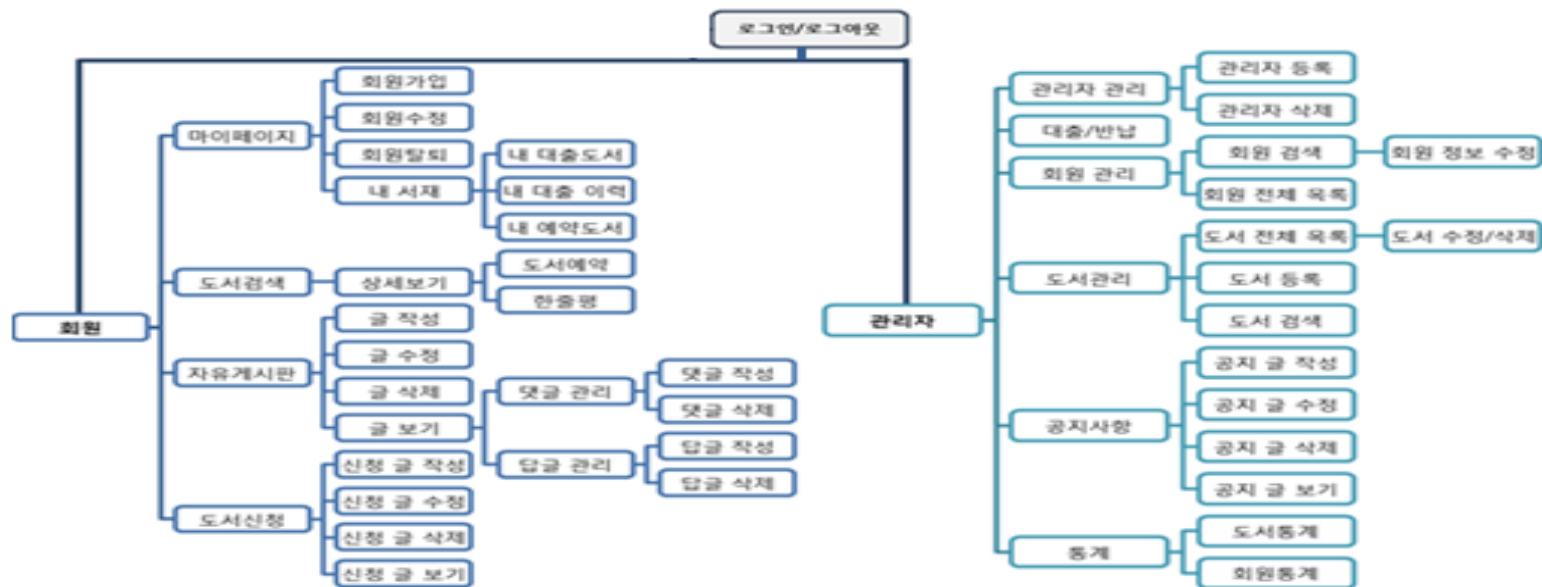 로그인/로그아웃
회원
마이페이지
회원가입
회원수정
회원탈퇴
내 서재
내 대출도서
내 대출 이력
내 예약도서
도서검색
상세보기
도서예약
한줄평
자유게시판
글 작성
글 수정
글 삭제
글 보기
댓글 관리
댓글 작성
댓글 삭제
답글 관리
답글 작성
답글 삭제
도서신청
신청 글 작성
신청 글 수정
신청 글 삭제
신청 글 보기
관리자
관리자 관리
관리자 등록
관리자 삭제
대출/반납
회원 관리
회원 검색
회원 정보 수정
회원 전체 목록
도서관리
도서 전체 목록
도서 수정/삭제
도서 등록
도서 검색
공지사항
공지 글 작성
공지 글 수정
공지 글 삭제
공지 글 보기
통계
도서통계
회원통계